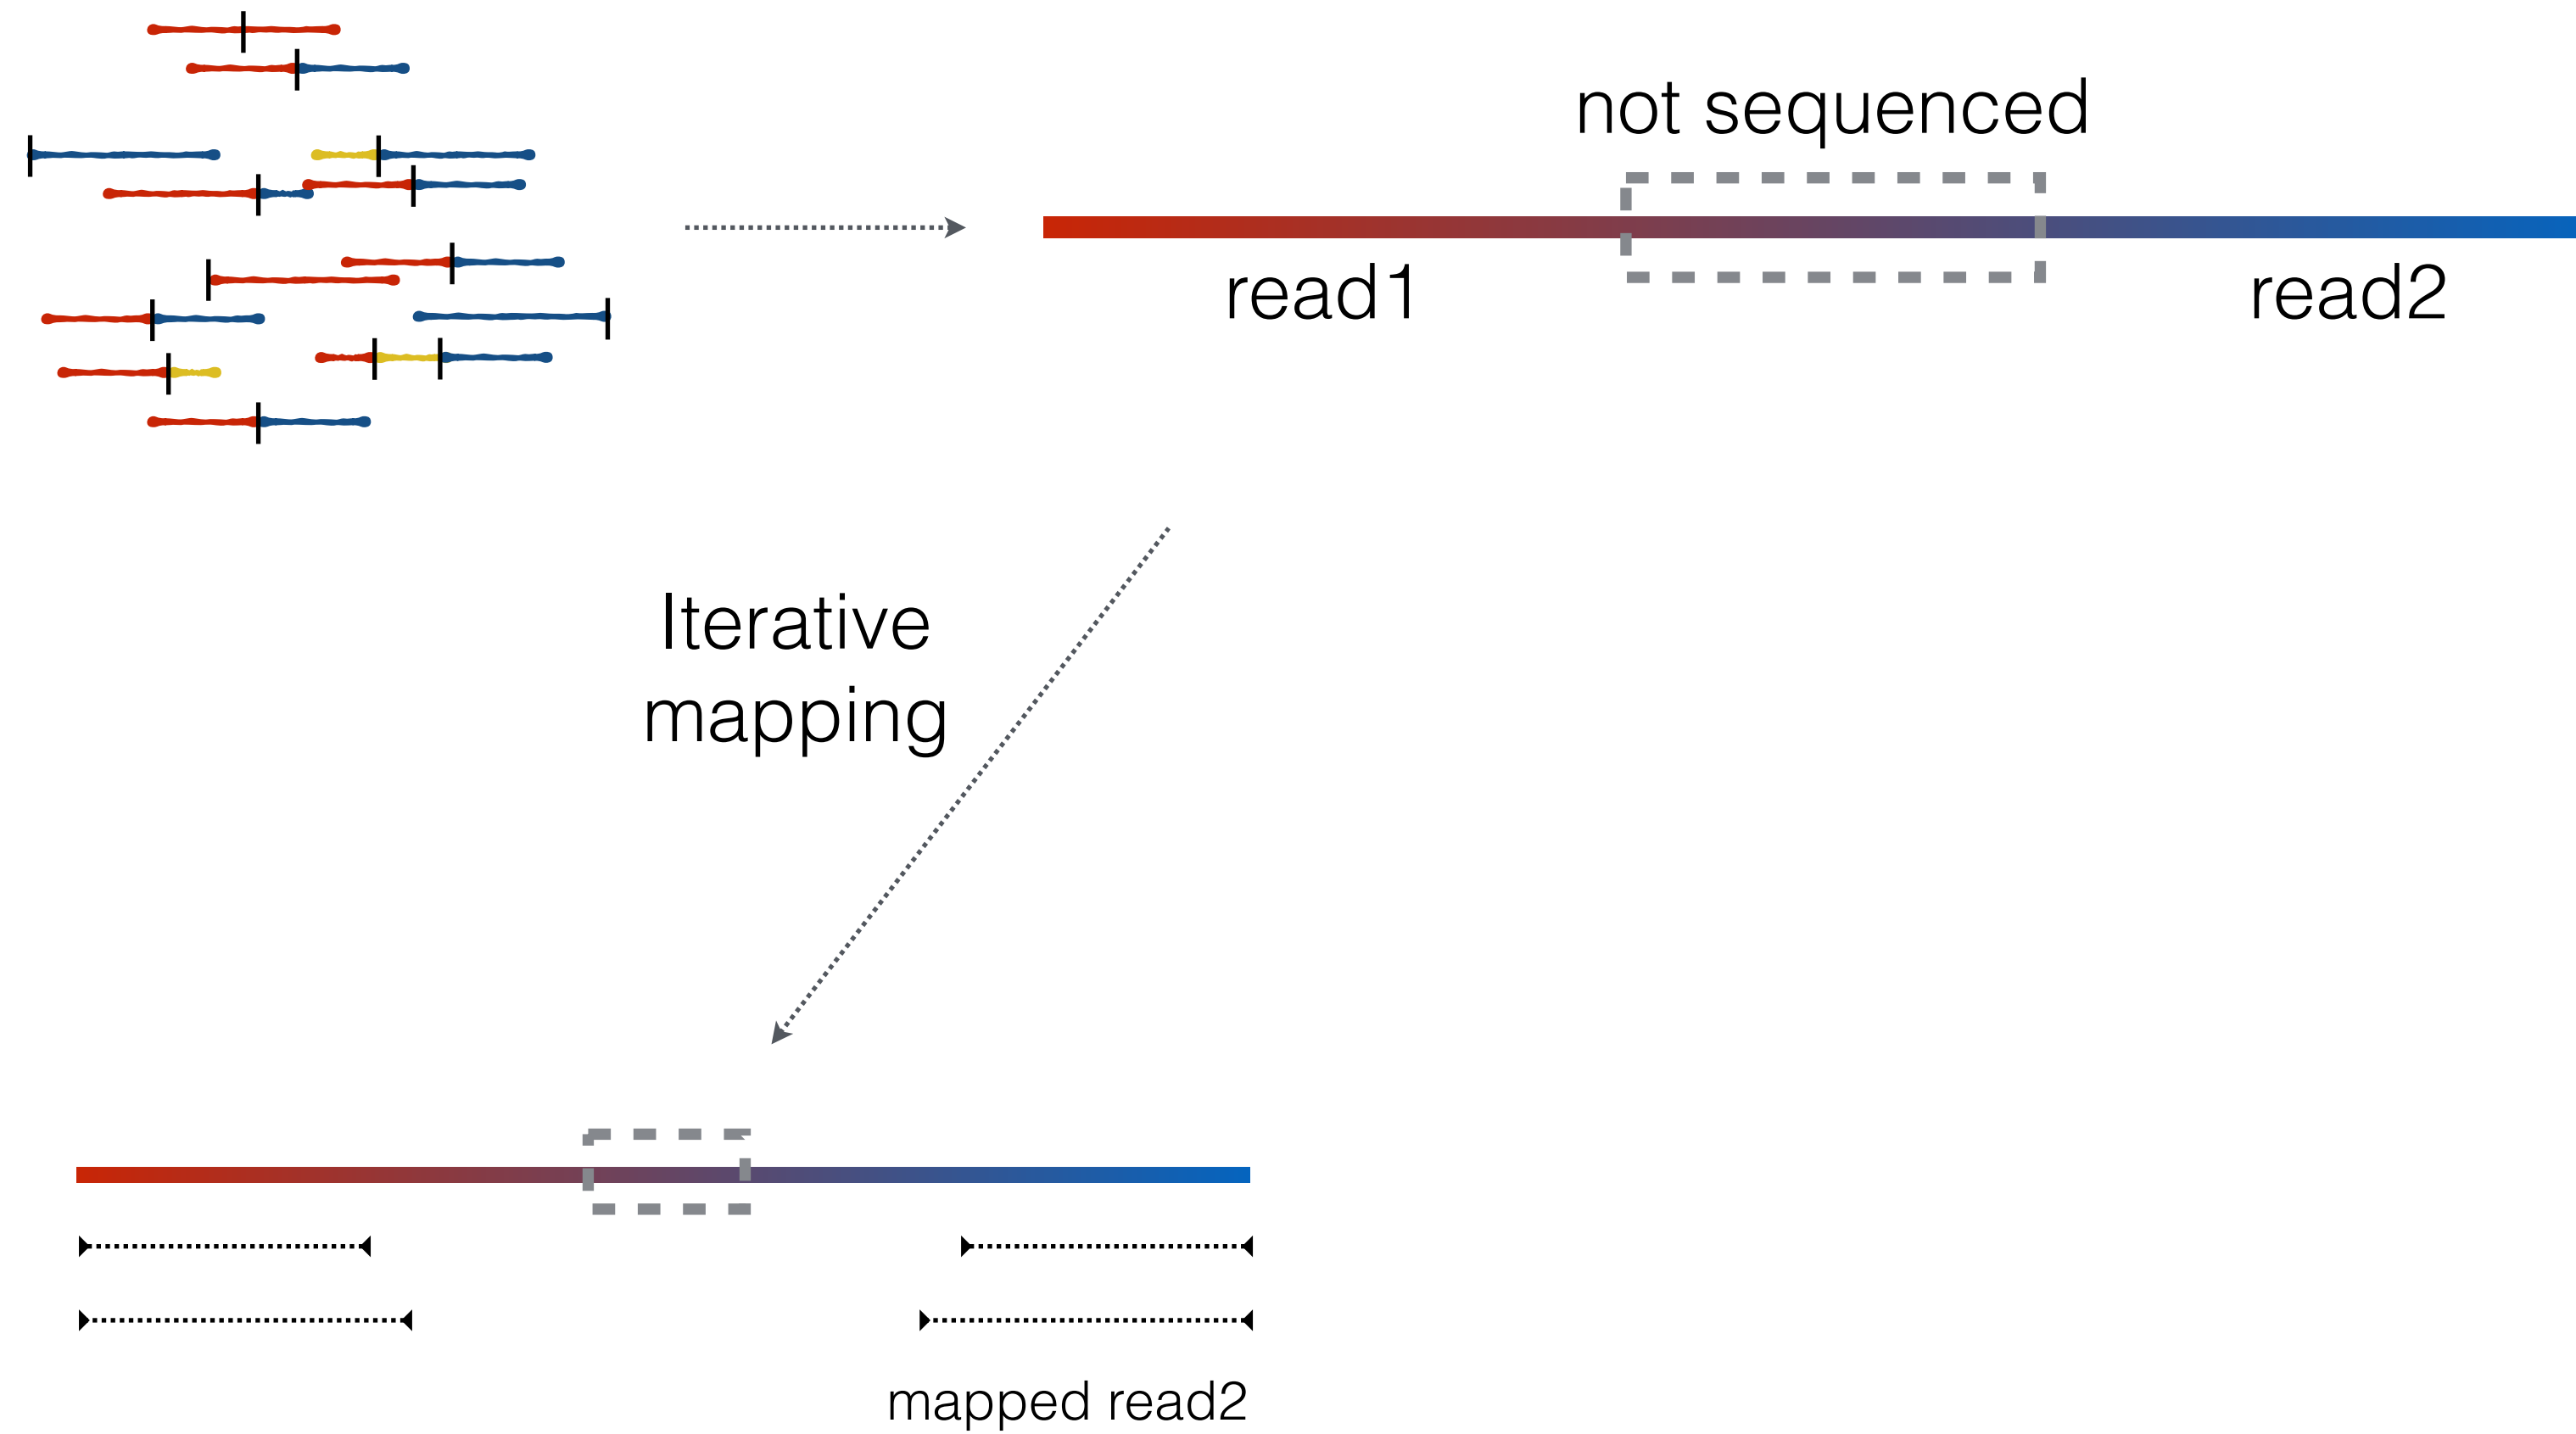 not sequenced
read1
read2
Iterative
mapping
mapped read2